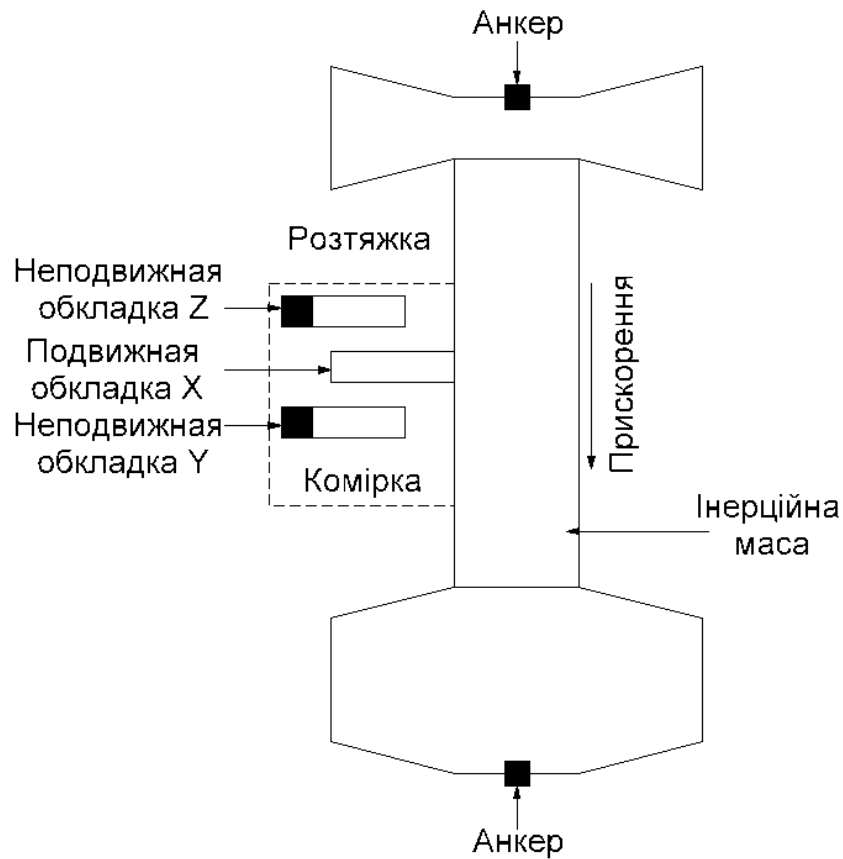 Анкер
Розтяжка
Неподвижная
обкладка Z
Подвижная
обкладка X
Неподвижная
обкладка Y
Комірка
Прискорення
Інерційна
маса
Анкер